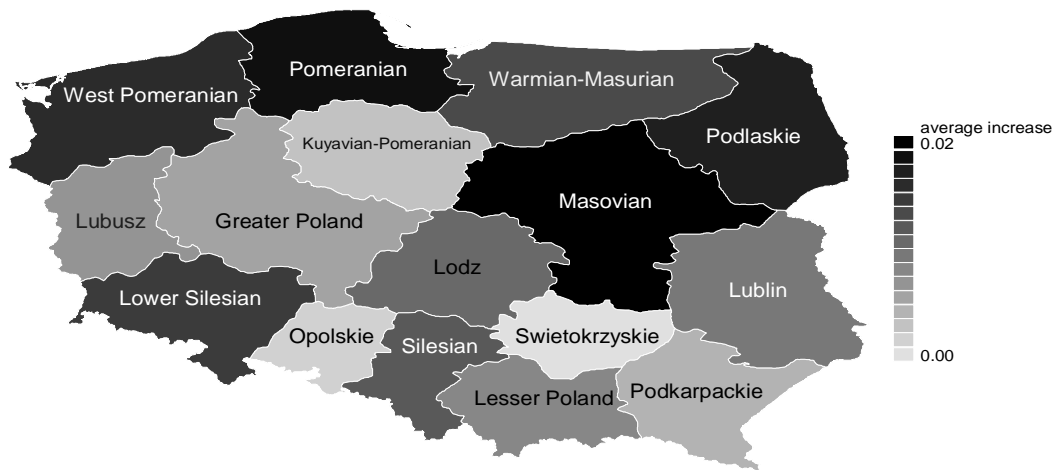 Pomeranian
Warmian-Masurian
West Pomeranian
Podlaskie
average increase
0.02
Kuyavian-Pomeranian
Masovian
Lubusz
Greater Poland
Lodz
Lublin
Lower Silesian
Opolskie
Silesian
Swietokrzyskie
0.00
Lesser Poland
Podkarpackie